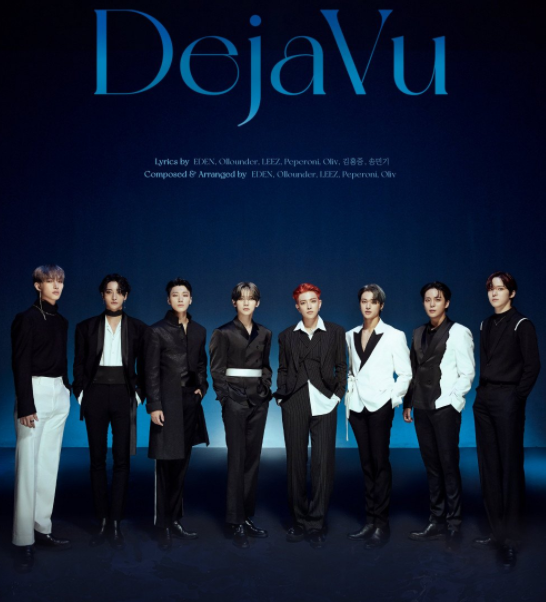 DejaVu
Lyrics by EDEN, Ollounder, LEEZ, Peperoni, Oliv, 김홍중, 송민기
Composed & Arranged by EDEN, Ollounder, LEEZ, Peperoni, Oliv